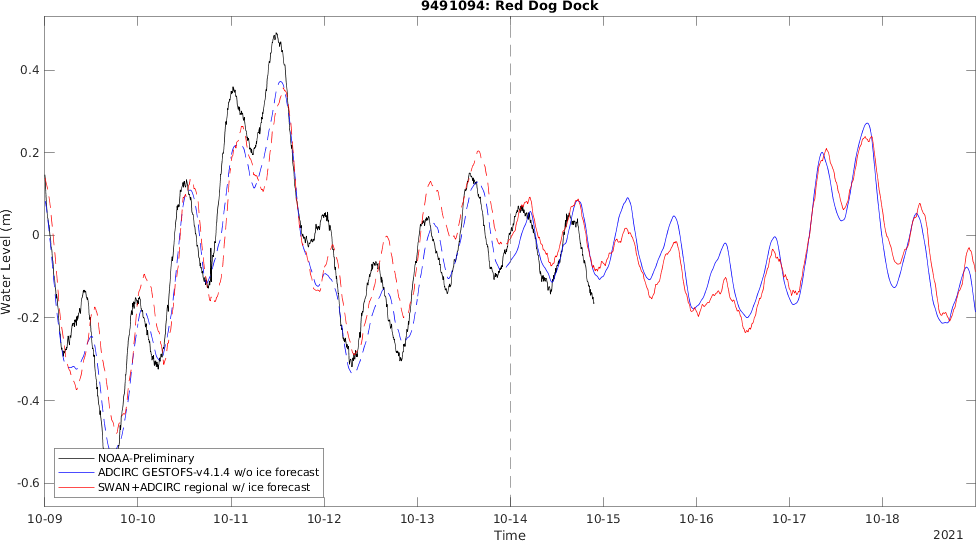 9491094: Red Dog Dock
Water Level (m)
0.4
0.2
0
-0.2
-0.4
-0.6
NOAA-Preliminary
ADCIRC GESTOFS-v4.1.4 w/o ice forecast
SWAN+ADCIRC regional w/ ice forecast
10-09 10-10 10-11 10-12 10-13 10-14 10-15 10-16 10-17 10-18
Time
2021